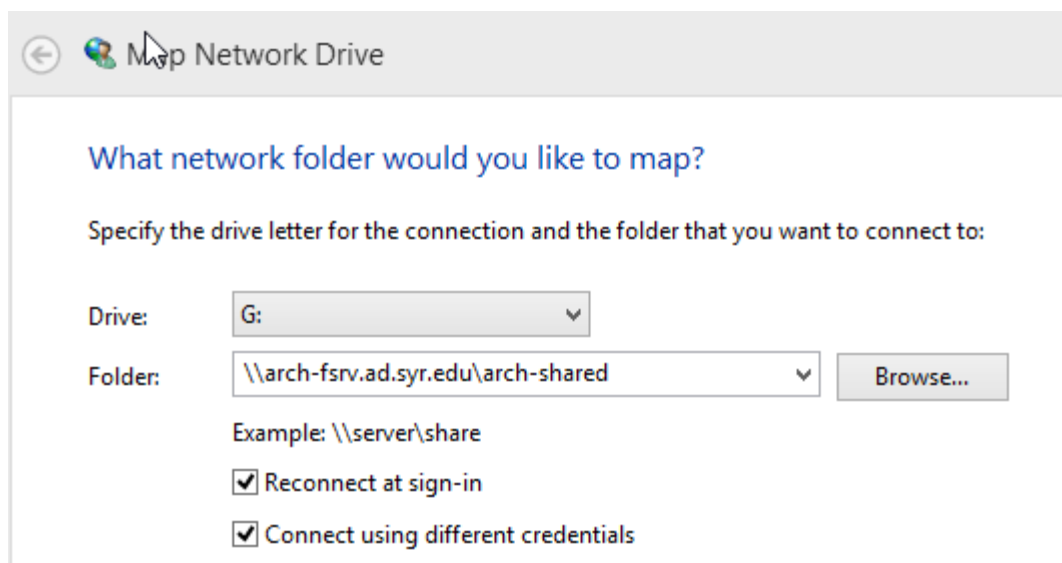 Map Network Drive
What network folder would you like to map?
Specify the drive letter for the connection and the folder that you want to connect to:
Drive: G:
Folder: \\arch-fsrv.ad.syr.edu\arch-shared Browse...
Example: \\server\share
Reconnect at sign-in
Connect using different credentials